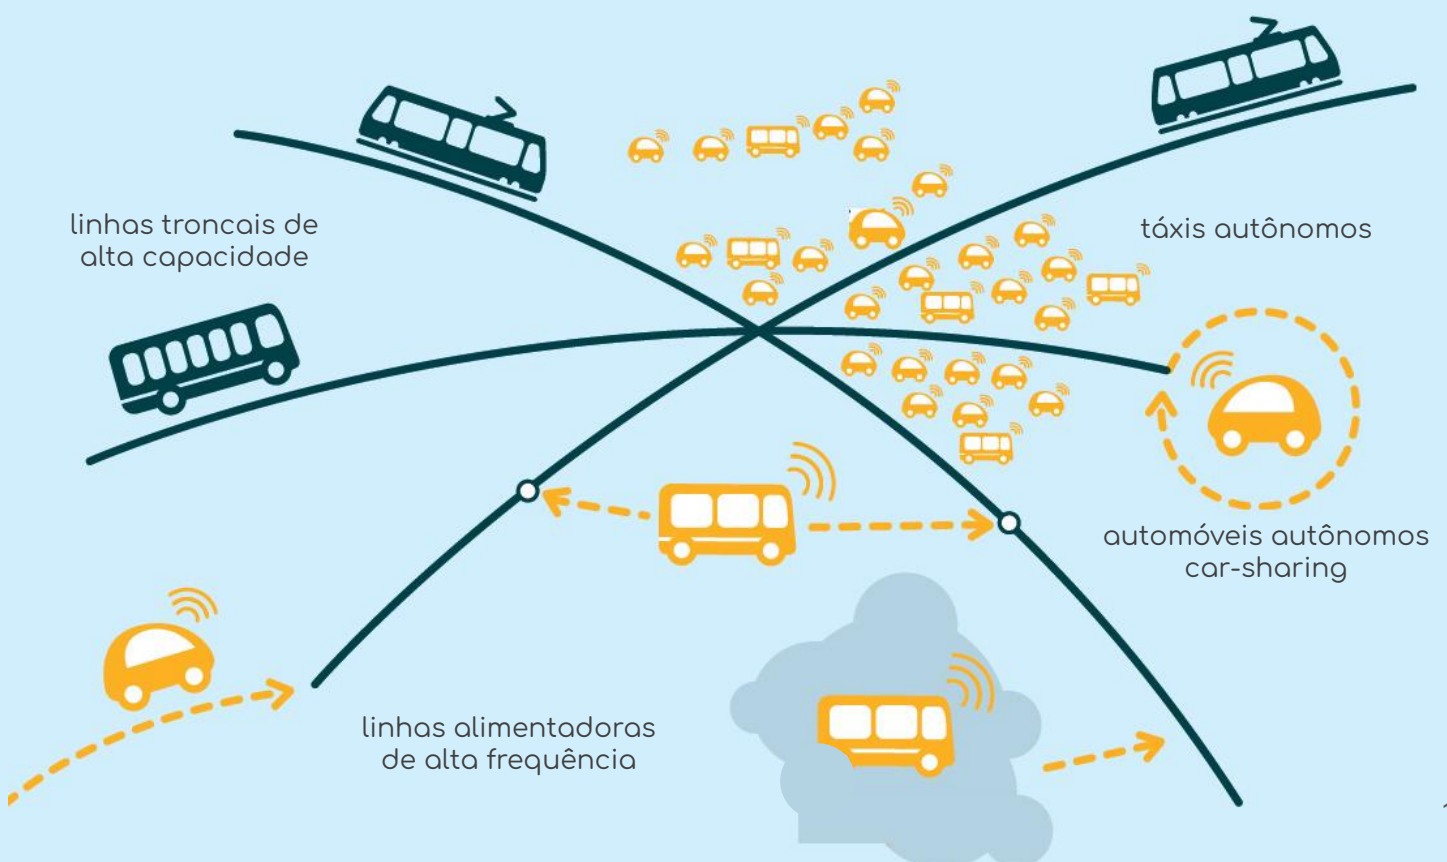 linhas troncais de
alta capacidade
táxis autônomos
automóveis autônomos
car-sharing
linhas alimentadoras
de alta frequência